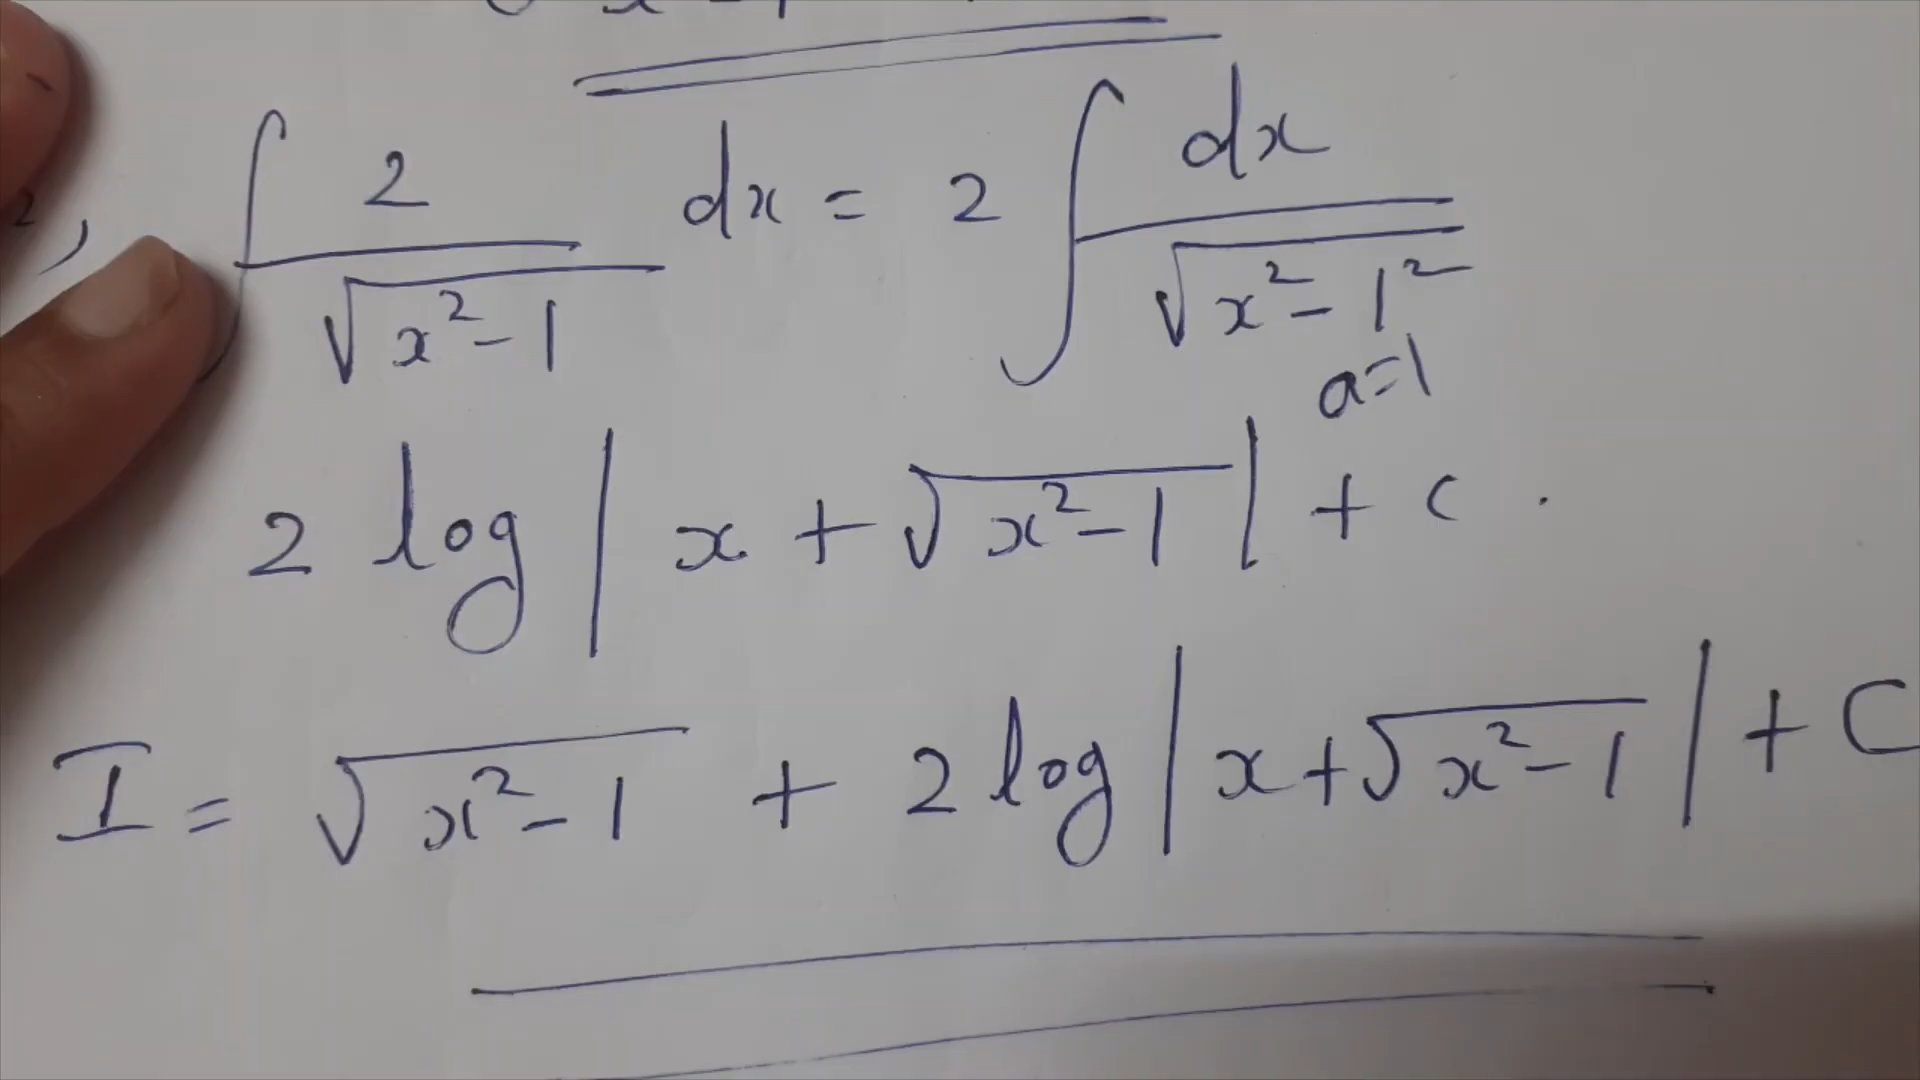 ∫ 2/√(x²-1) dx = 2 ∫ dx/√(x²-1²)
a=1
2 log | x + √(x²-1) | + c .
I = √(x²-1) + 2 log | x + √(x²-1) | + C